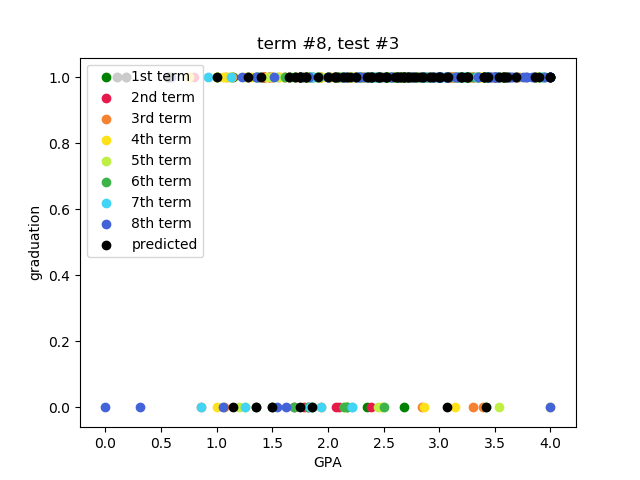 term #8, test #3
1.0
0.8
0.6
0.4
0.2
0.0
graduation
1st term
2nd term
3rd term
4th term
5th term
6th term
7th term
8th term
predicted
0.0 0.5 1.0 1.5 2.0 2.5 3.0 3.5 4.0
GPA